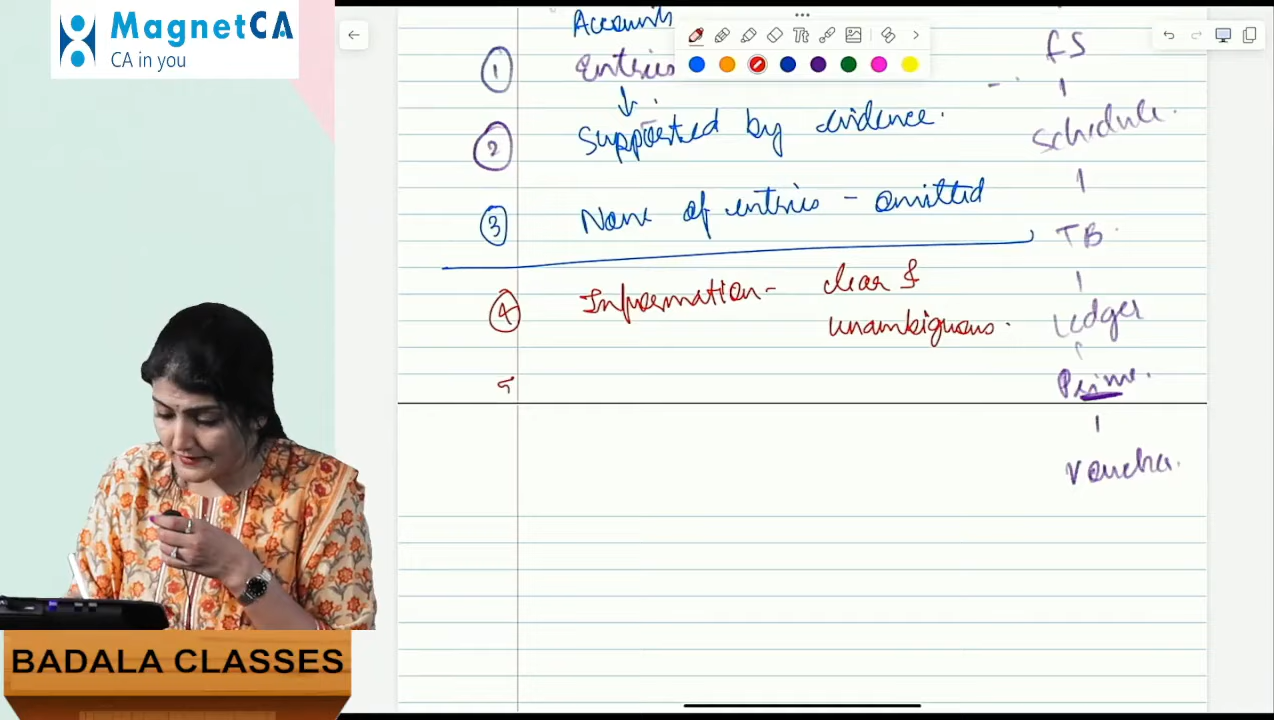 MagnetCA
CA in you
Accounts
1 entries
2 Supported by evidence.
3 None of entries - omitted
4 Information - clear &
unambiguous.
5
FS
Schedule.
TB.
Ledger
Prime.
Voucher.
Tt
BADALA CLASSES